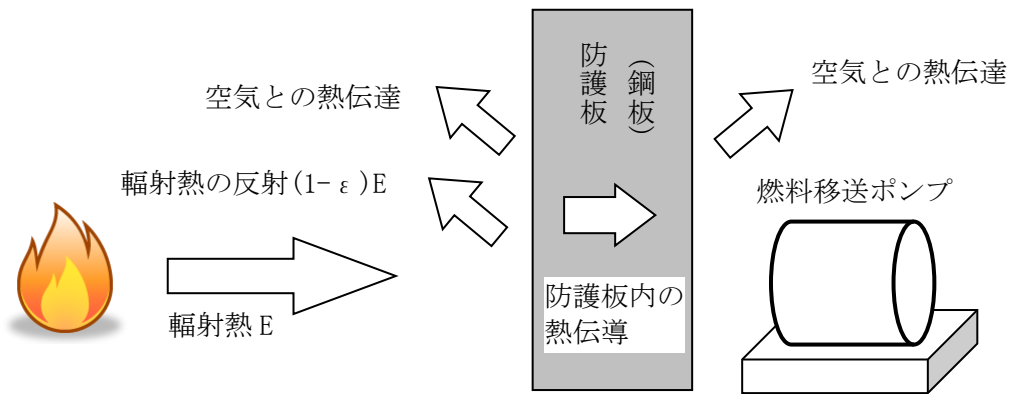 空気との熱伝達
輻射熱の反射(1-ε)E
輻射熱E
防護板
(鋼板)
防護板内の
熱伝導
空気との熱伝達
燃料移送ポンプ